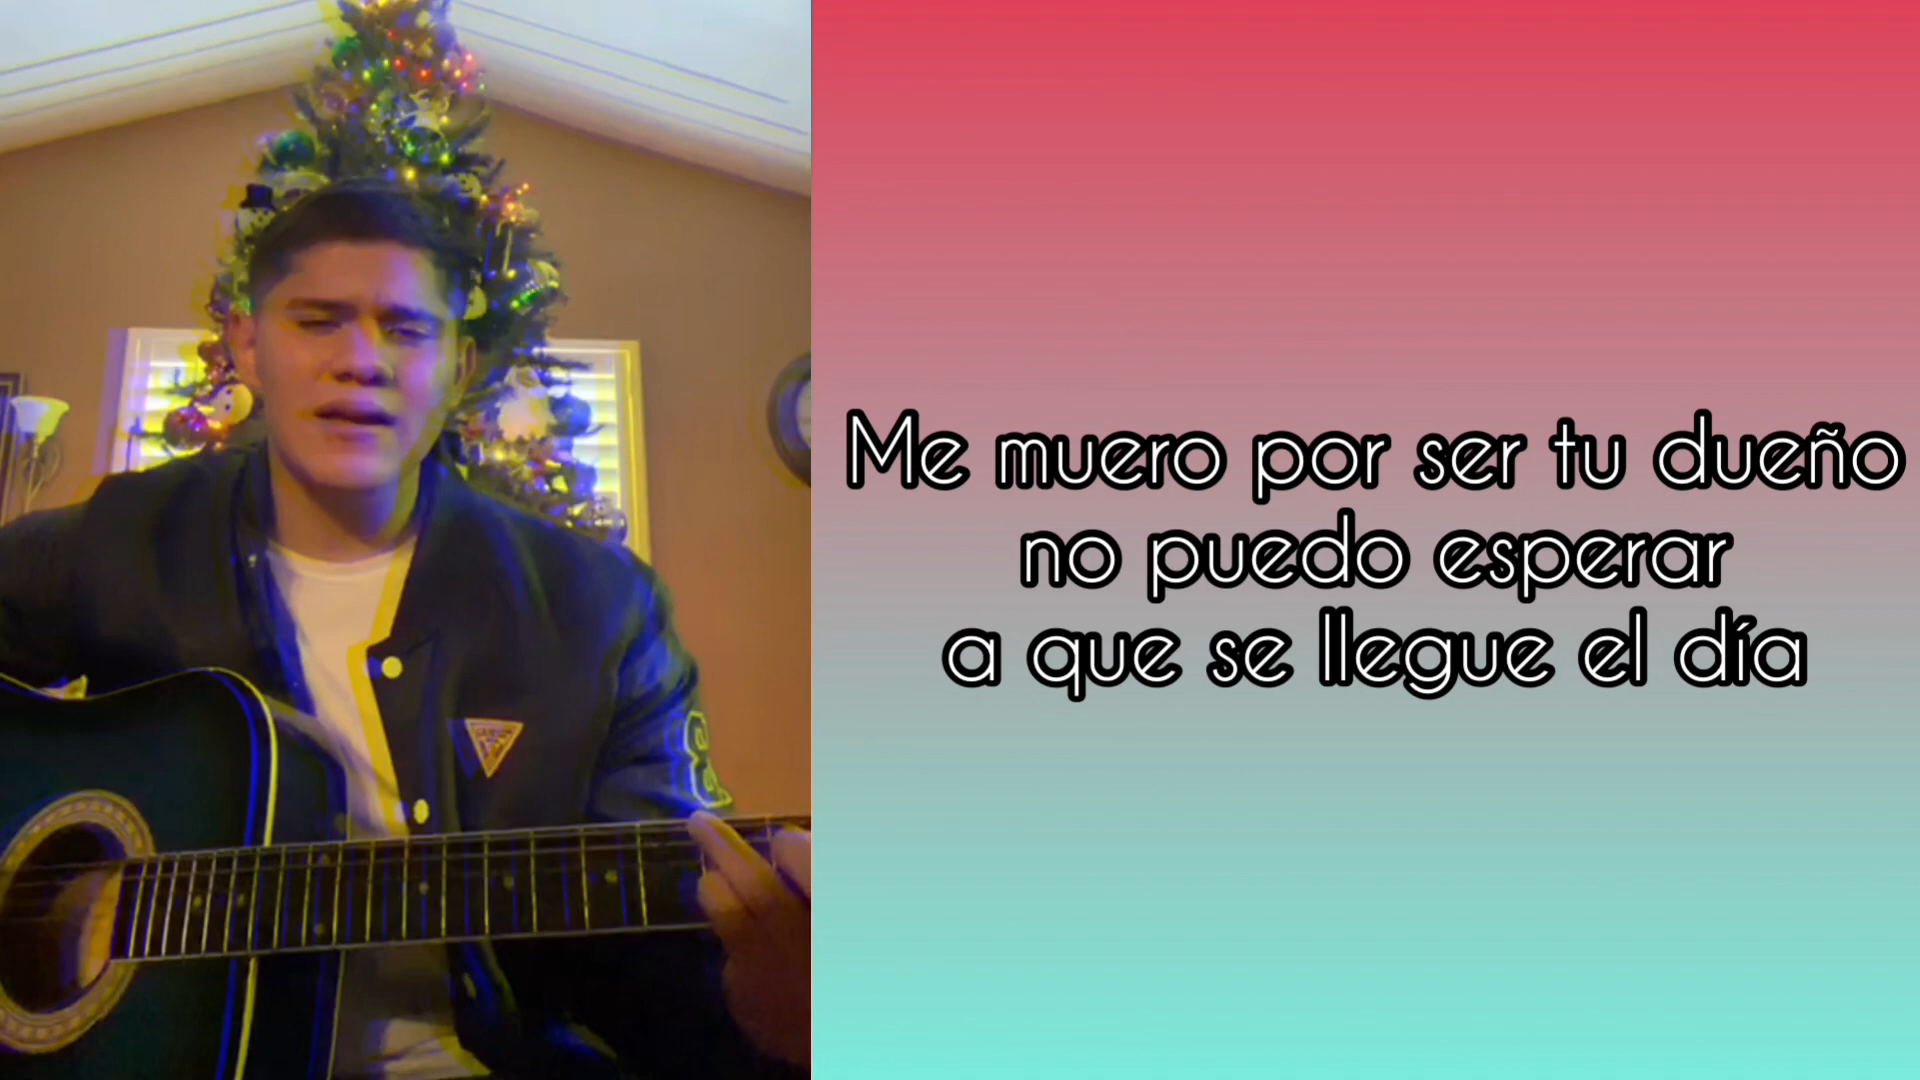 Me muero por ser tu dueño
no puedo esperar
a que se llegue el día